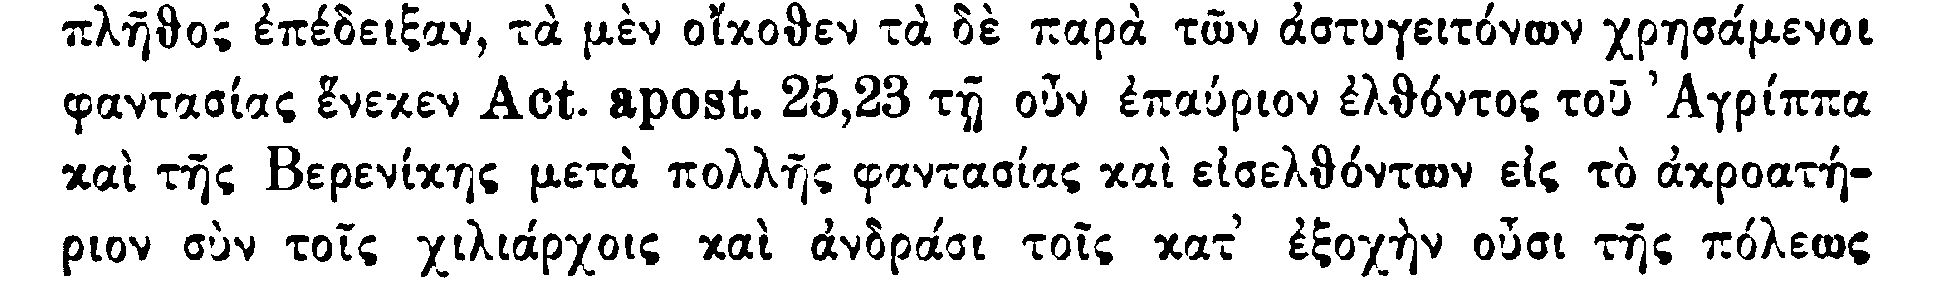 πλῆθος ἐπέδειξαν, τὰ μὲν οἴκοθεν τὰ δὲ παρὰ τῶν ἀστυγειτόνων χρησάμενοι
φαντασίας ἕνεκεν Act. apost. 25,23 τῇ οὖν ἐπαύριον ἐλθόντος τοῦ ’Αγρίππα
καὶ τῆς Βερενίκης μετὰ πολλῆς φαντασίας καὶ εἰσελθόντων εἰς τὸ ἀκροατή-
ριον σὺν τοῖς χιλιάρχοις καὶ ἀνδράσι τοῖς κατ’ ἐξοχὴν οὖσι τῆς πόλεως